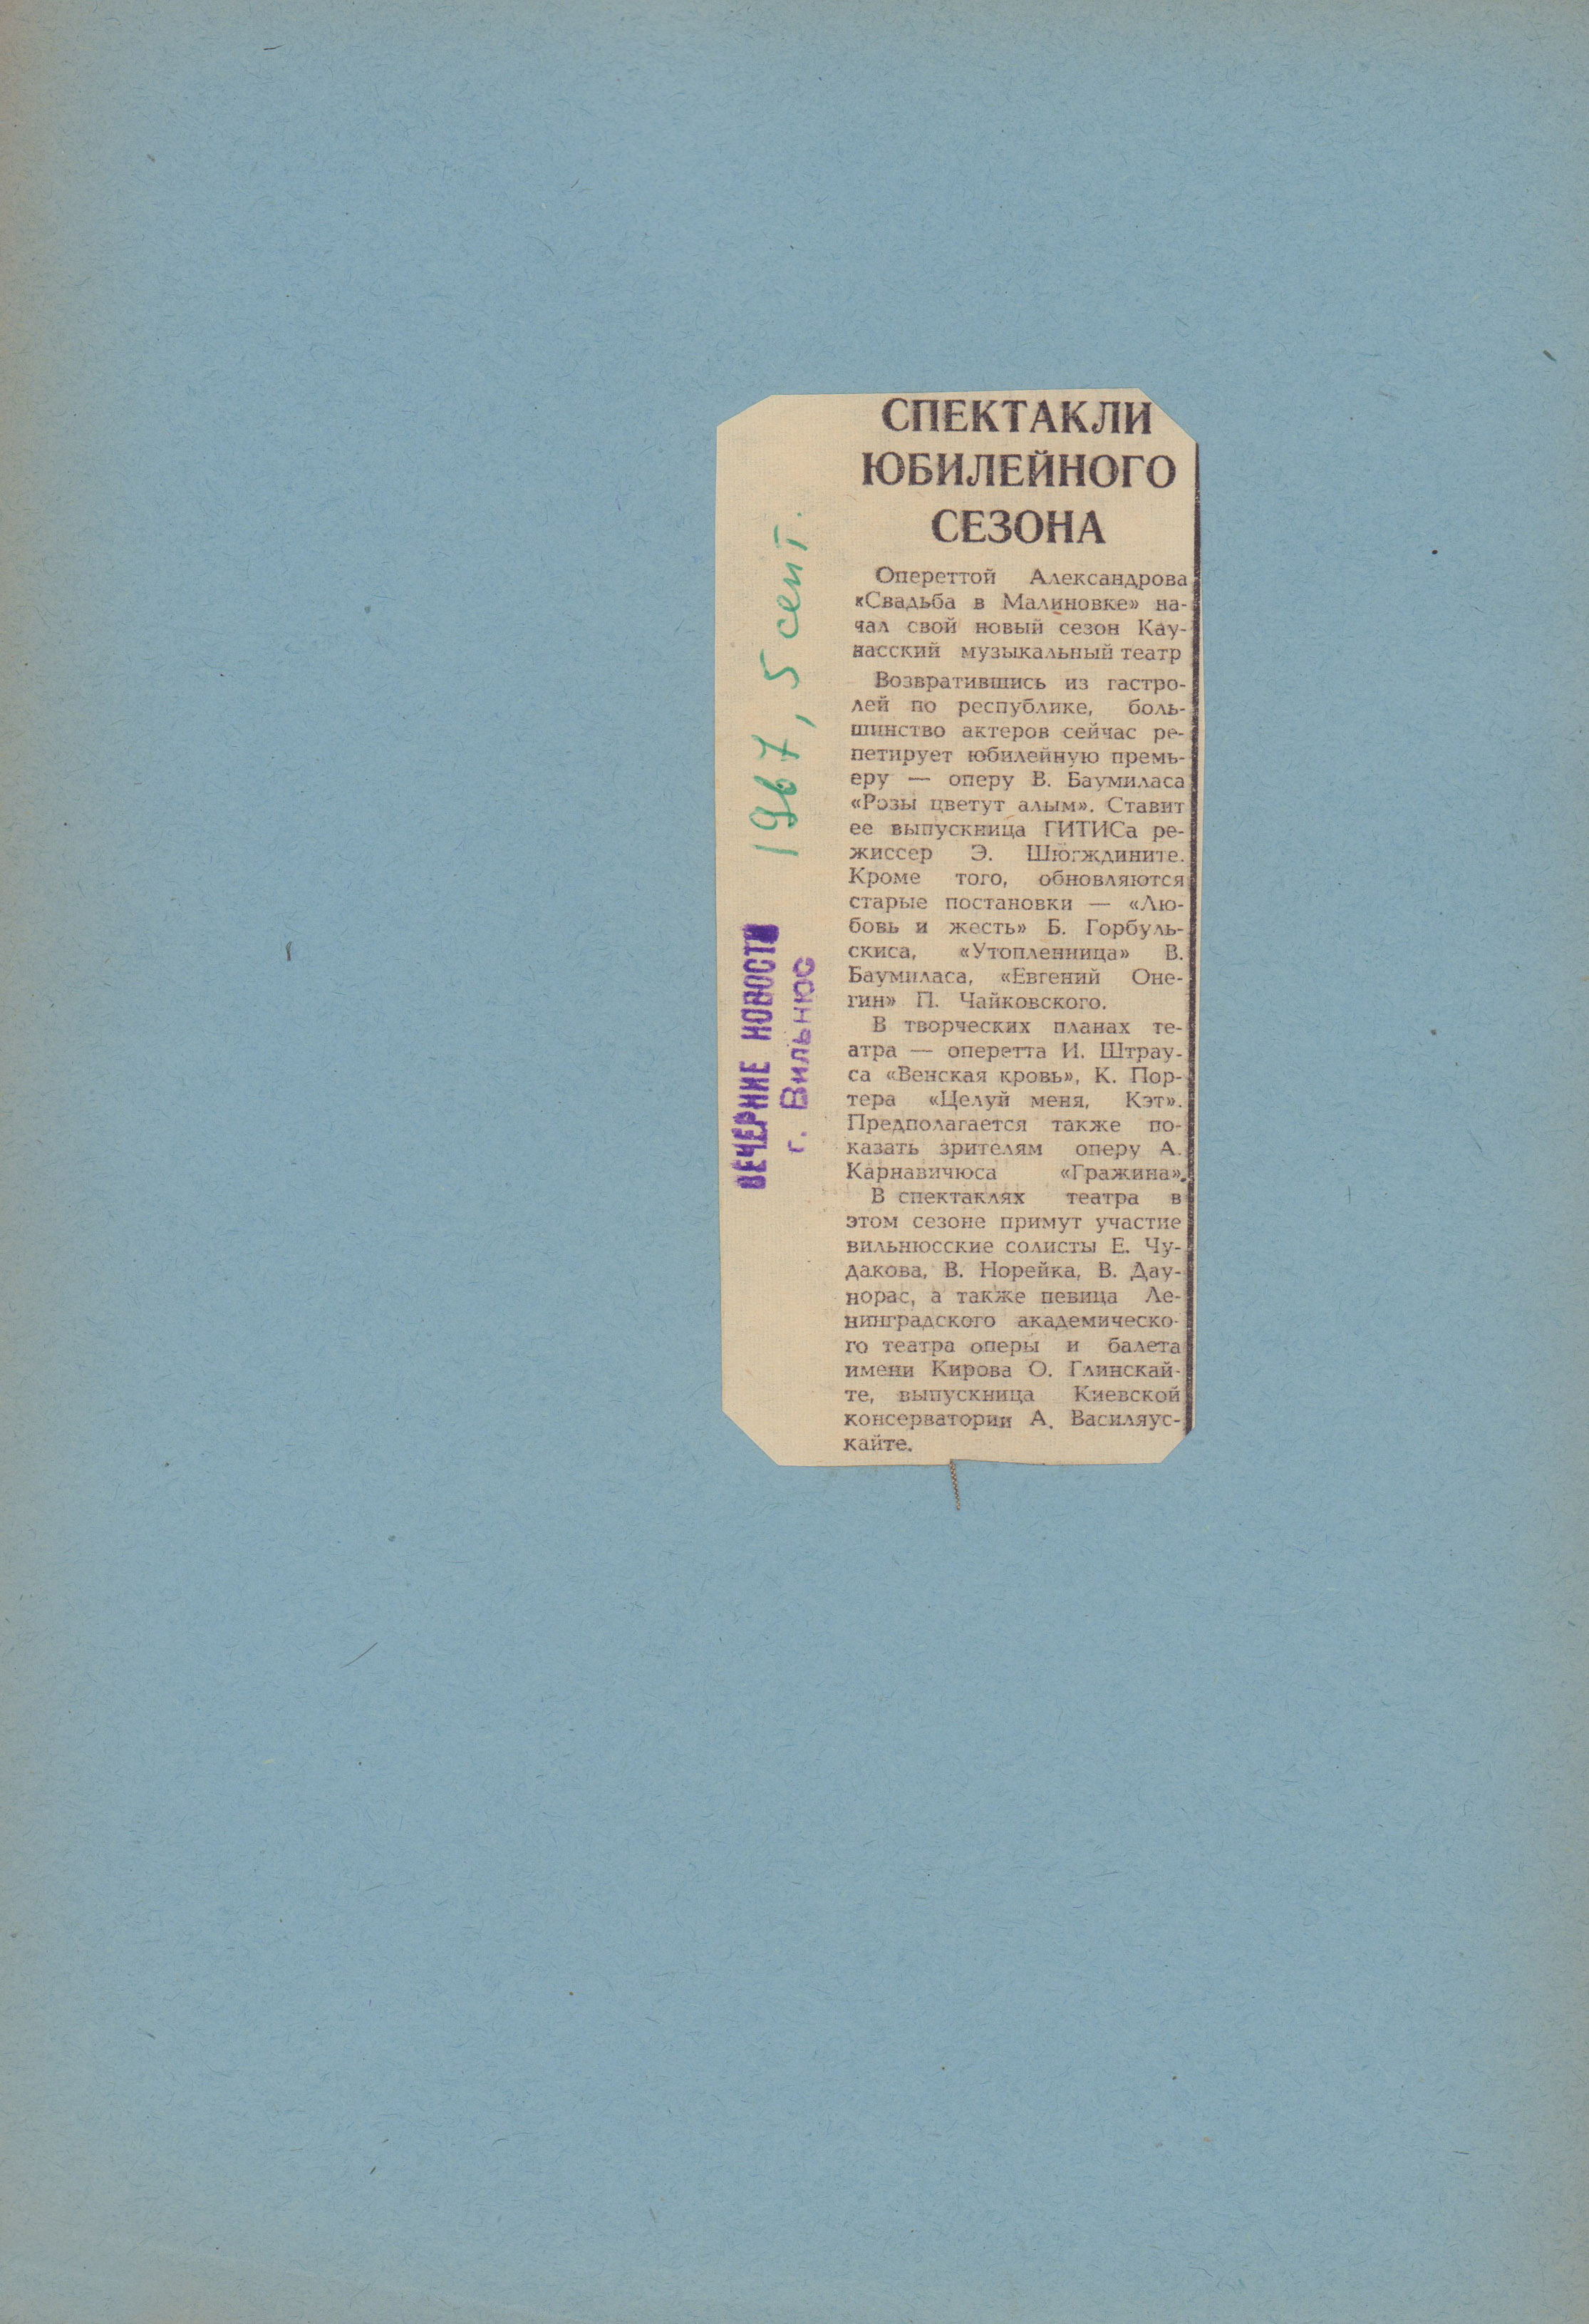 СПЕКТАКЛИ
ЮБИЛЕЙНОГО
СЕЗОНА
Опереттой Александрова
«Свадьба в Малиновке» на-
чал свой новый сезон Кау-
насский музыкальный театр
Возвратившись из гастро-
лей по республике, боль-
шинство актеров сейчас ре-
петирует юбилейную премь-
еру — оперу В. Баумиласа
«Розы цветут алым». Ставит
ее выпускница ГИТИСа ре-
жиссер Э. Шюгждините.
Кроме того, обновляются
старые постановки — «Лю-
бовь и жесть» Б. Горбуль-
скиса, «Утопленница» В.
Баумиласа, «Евгений Оне-
гин» П. Чайковского.
В творческих планах те-
атра — оперетта И. Штрау-
са «Венская кровь», К. Пор-
тера «Целуй меня, Кэт».
Предполагается также по-
казать зрителям оперу А.
Карнавичюса «Гражина».
В спектаклях театра в
этом сезоне примут участие
вильнюсские солисты Е. Чу-
дакова, В. Норейка, В. Дау-
норас, а также певица Ле-
нинградского академическо-
го театра оперы и балета
имени Кирова О. Глинскай-
те, выпускница Киевской
консерватории А. Василяус-
кайте.
ВЕЧЕРНИЕ НОВОСТИ
г. Вильнюс
1967, 5 сент.